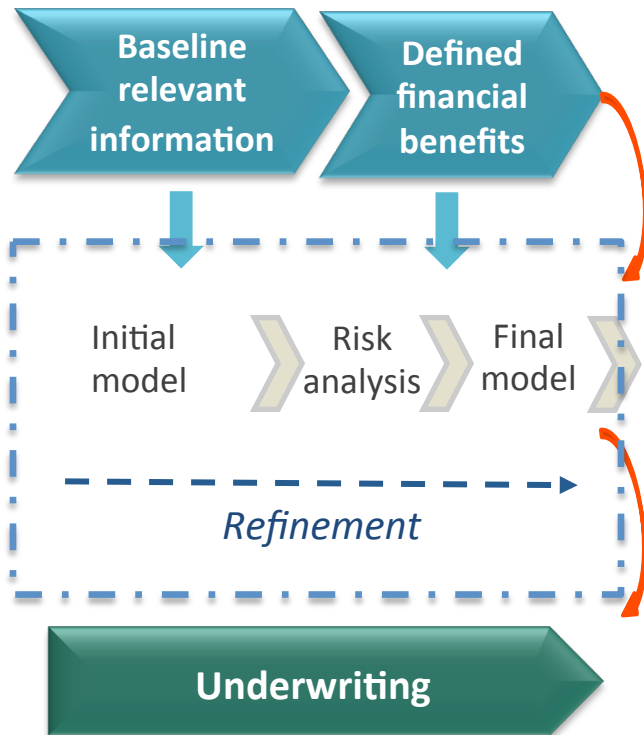 Baseline
relevant
information
Defined
financial
benefits
Initial
model
Risk
analysis
Final
model
Refinement
Underwriting